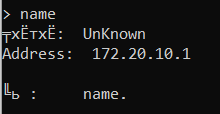 > name
╤хЁтхЁ:  UnKnown
Address:  172.20.10.1

╚ь :     name.